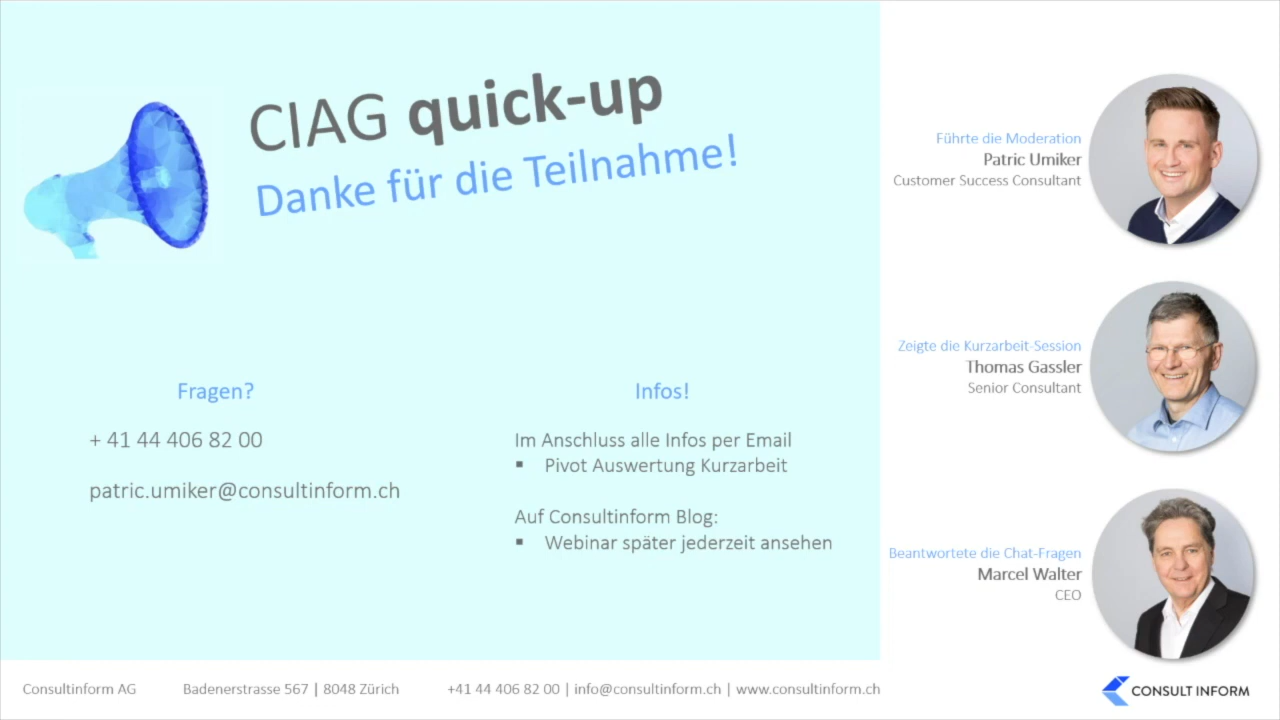 CIAG quick-up
Danke für die Teilnahme!
Fragen?
+ 41 44 406 82 00
patric.umiker@consultinform.ch
Infos!
Im Anschluss alle Infos per Email
▪ Pivot Auswertung Kurzarbeit
Auf Consultinform Blog:
▪ Webinar später jederzeit ansehen
Führte die Moderation
Patric Umiker
Customer Success Consultant
Zeigte die Kurzarbeit-Session
Thomas Gassler
Senior Consultant
Beantwortete die Chat-Fragen
Marcel Walter
CEO
Consultinform AG Badenerstrasse 567 | 8048 Zürich +41 44 406 82 00 | info@consultinform.ch | www.consultinform.ch
CONSULT INFORM